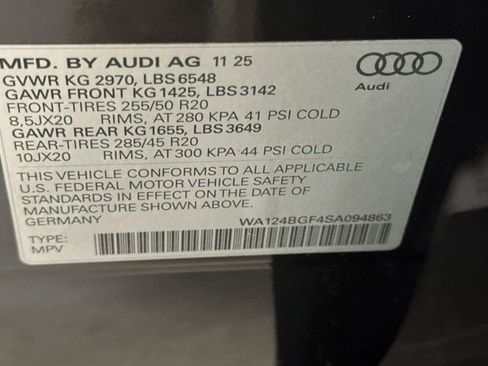 MFD. BY AUDI AG 11 25
GVWR KG 2970, LBS 6548
GAWR FRONT KG 1425, LBS 3142
FRONT-TIRES 255/50 R20
8,5JX20 RIMS, AT 280 KPA 41 PSI COLD
GAWR REAR KG 1655, LBS 3649
REAR-TIRES 285/45 R20
10JX20 RIMS, AT 300 KPA 44 PSI COLD
Audi
THIS VEHICLE CONFORMS TO ALL APPLICABLE
U.S. FEDERAL MOTOR VEHICLE SAFETY
STANDARDS IN EFFECT ON THE DATE OF
MANUFACTURE SHOWN ABOVE.
GERMANY WA124BGF4SA094863
TYPE:
MPV